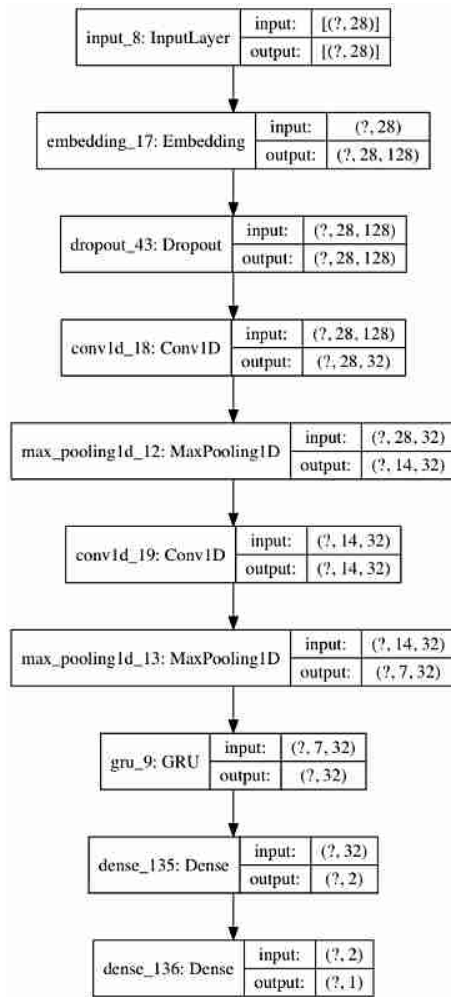 input_8: InputLayer
input: [(?, 28)]
output: [(?, 28)]
embedding_17: Embedding
input: (?, 28)
output: (?, 28, 128)
dropout_43: Dropout
input: (?, 28, 128)
output: (?, 28, 128)
conv1d_18: Conv1D
input: (?, 28, 128)
output: (?, 28, 32)
max_pooling1d_12: MaxPooling1D
input: (?, 28, 32)
output: (?, 14, 32)
conv1d_19: Conv1D
input: (?, 14, 32)
output: (?, 14, 32)
max_pooling1d_13: MaxPooling1D
input: (?, 14, 32)
output: (?, 7, 32)
gru_9: GRU
input: (?, 7, 32)
output: (?, 32)
dense_135: Dense
input: (?, 32)
output: (?, 2)
dense_136: Dense
input: (?, 2)
output: (?, 1)